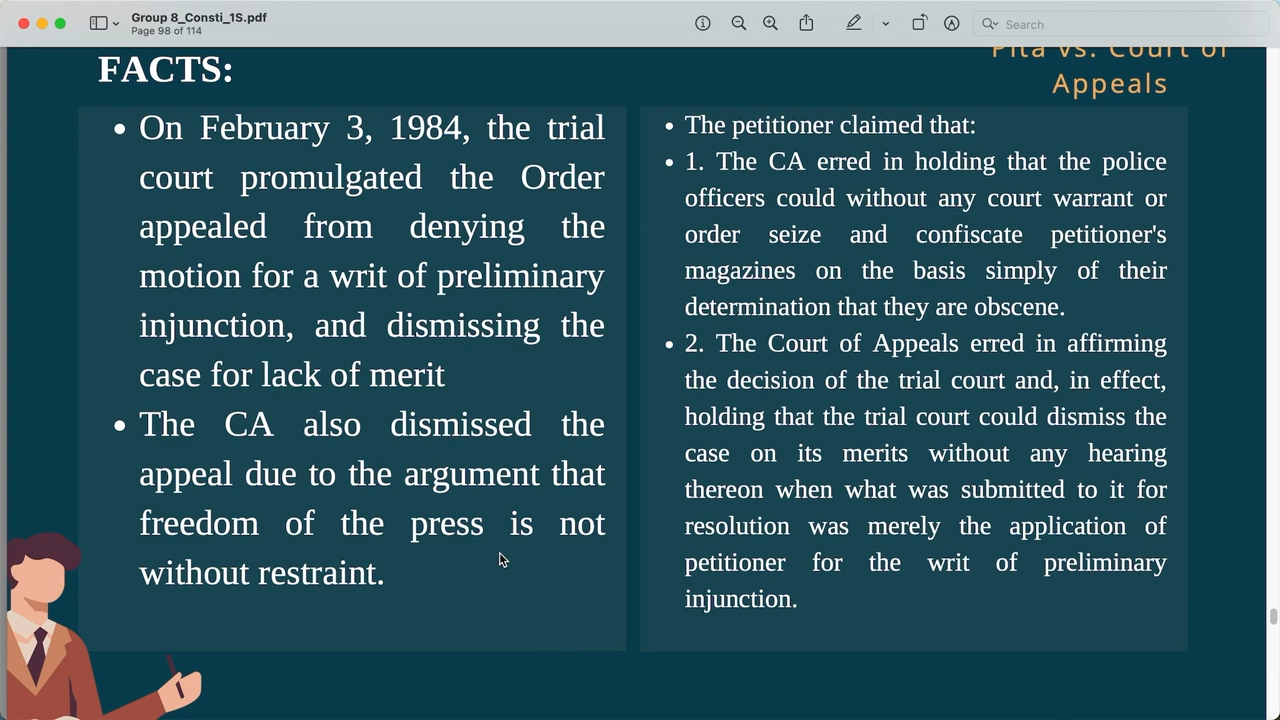 Group 8_Consti_1S.pdf
Page 98 of 114
Search
FACTS:
Pita vs. Court of
Appeals
• On February 3, 1984, the trial
court promulgated the Order
appealed from denying the
motion for a writ of preliminary
injunction, and dismissing the
case for lack of merit
• The CA also dismissed the
appeal due to the argument that
freedom of the press is not
without restraint.
• The petitioner claimed that:
• 1. The CA erred in holding that the police
officers could without any court warrant or
order seize and confiscate petitioner's
magazines on the basis simply of their
determination that they are obscene.
• 2. The Court of Appeals erred in affirming
the decision of the trial court and, in effect,
holding that the trial court could dismiss the
case on its merits without any hearing
thereon when what was submitted to it for
resolution was merely the application of
petitioner for the writ of preliminary
injunction.